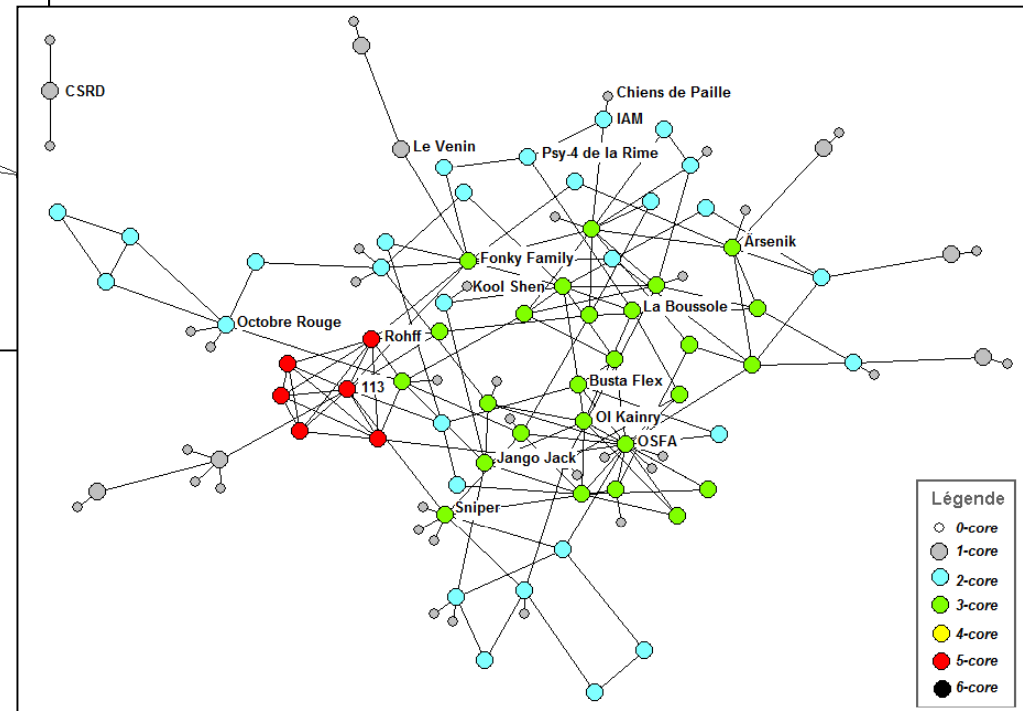 CSRD
Chiens de Paille
IAM
Le Venin
Psy 4 de la Rime
Ärsenik
Fonky Family
Kool Shen
La Boussole
Octobre Rouge
Rohff
113
Busta Flex
Ol Kainry
OSFA
Jango Jack
Sniper
Légende
0-core
1-core
2-core
3-core
4-core
5-core
6-core